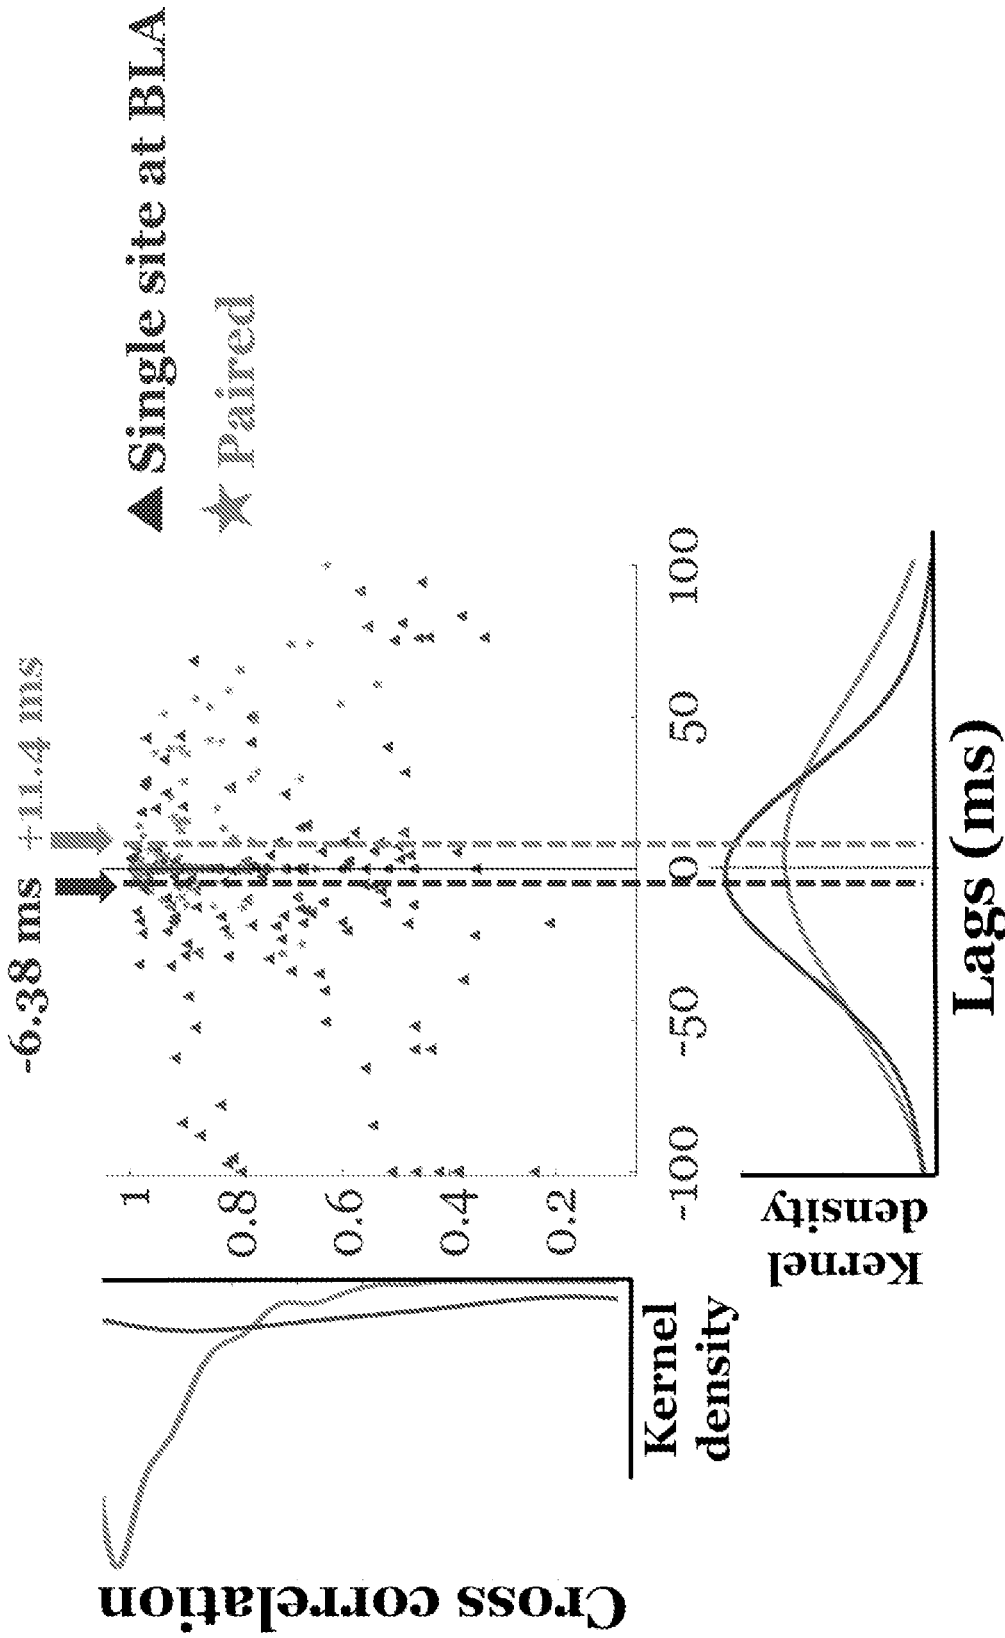 -6.38 ms +11.4 ms
Single site at BLA
Paired
Cross correlation
1
0.8
0.6
0.4
0.2
Kernel
density
-100
-50
0
50
100
Kernel
density
Lags (ms)